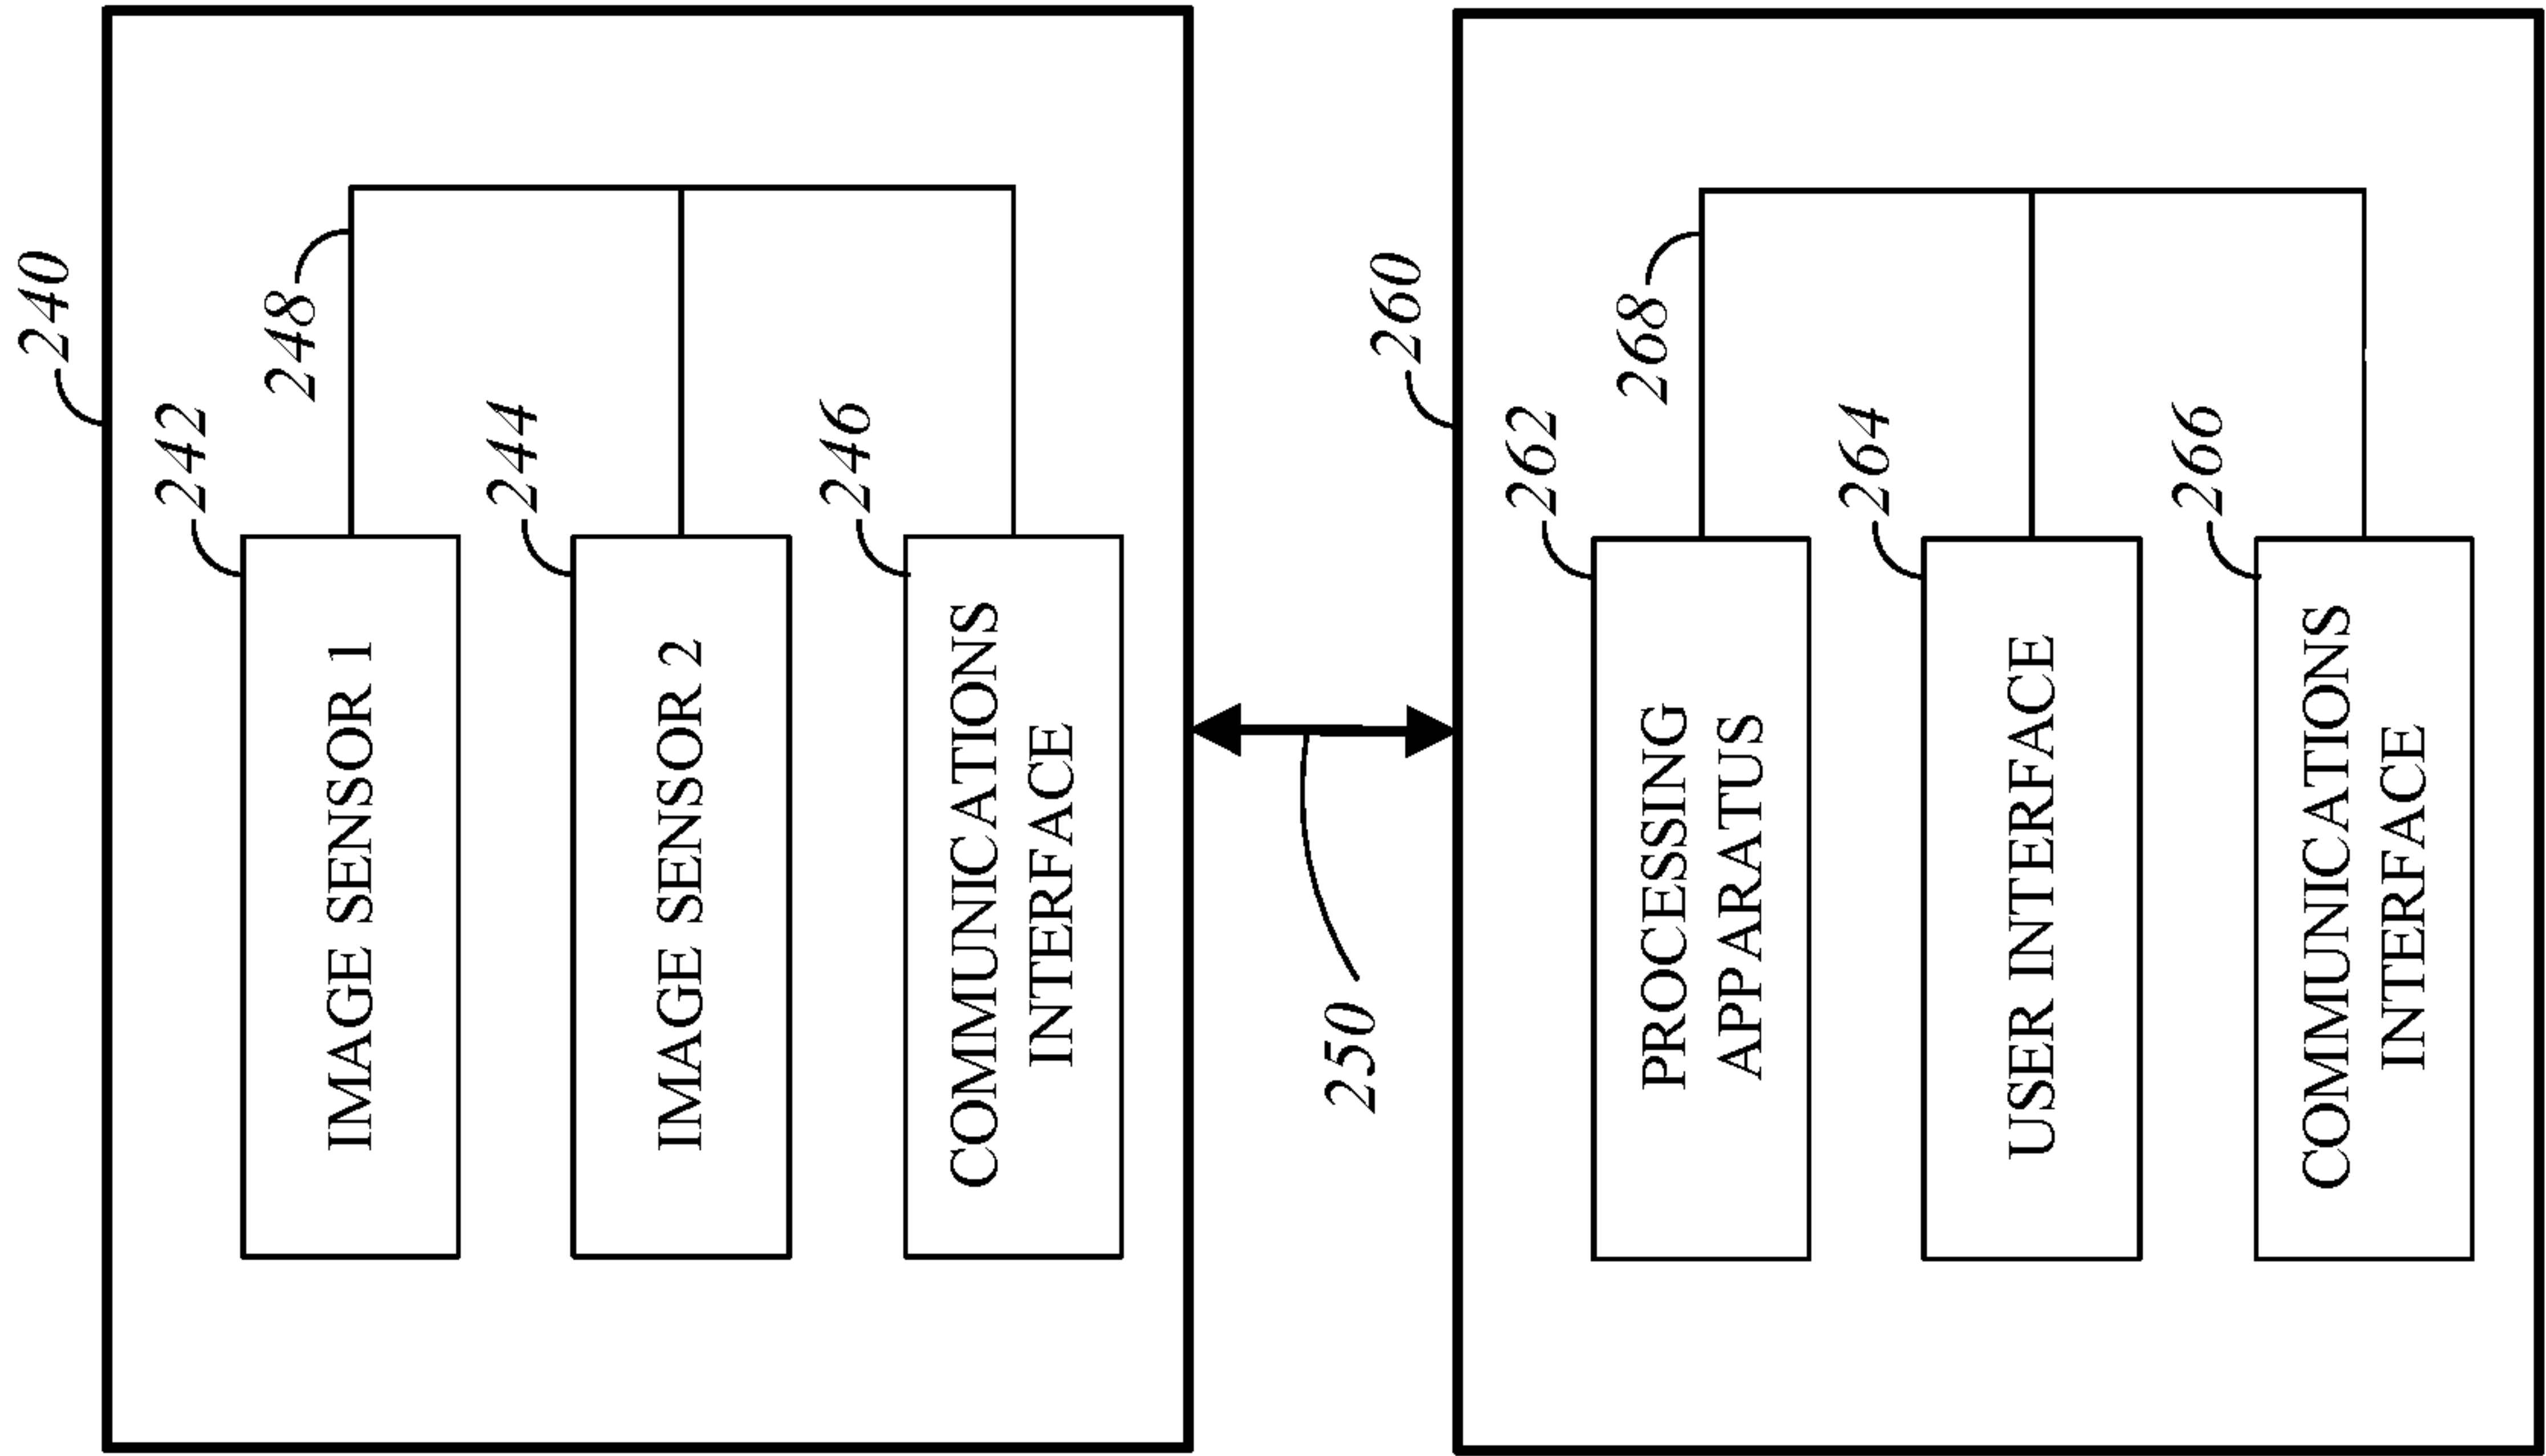 240
242
248
IMAGE SENSOR 1
244
IMAGE SENSOR 2
246
COMMUNICATIONS
INTERFACE
250
260
262
268
PROCESSING
APPARATUS
264
USER INTERFACE
266
COMMUNICATIONS
INTERFACE